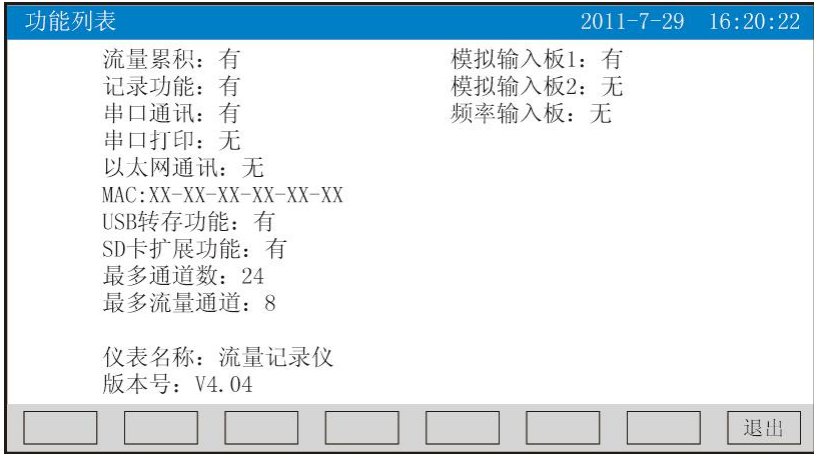 功能列表 2011-7-29 16:20:22
流量累积：有 模拟输入板1：有
记录功能：有 模拟输入板2：无
串口通讯：有 频率输入板：无
串口打印：无
以太网通讯：无
MAC:XX-XX-XX-XX-XX-XX
USB转存功能：有
SD卡扩展功能：有
最多通道数：24
最多流量通道：8
仪表名称：流量记录仪
版本号：V4.04
退出